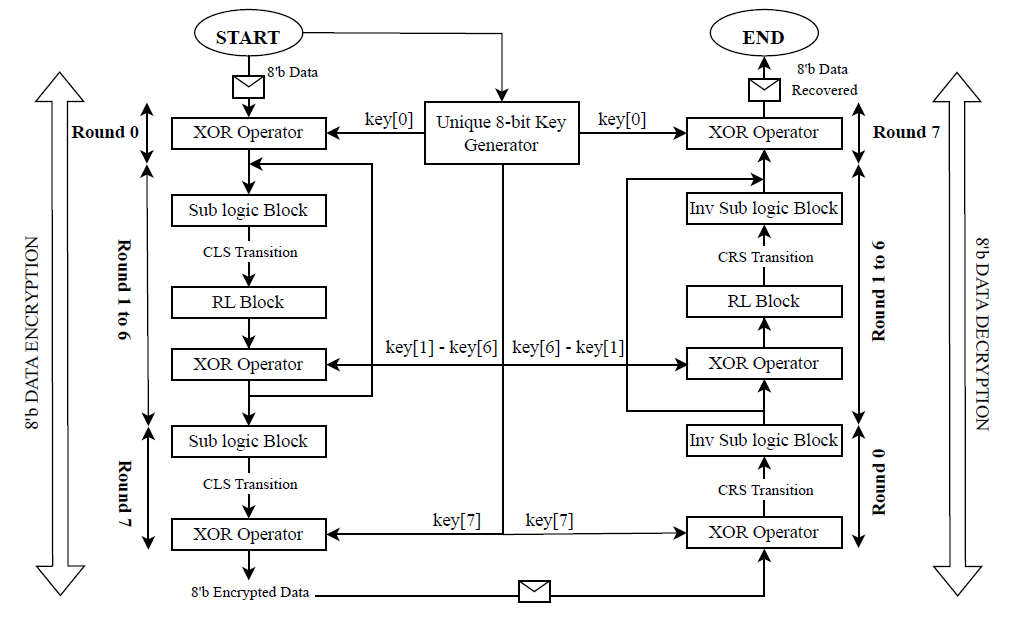 START
END
8'b Data
8'b Data
Recovered
Round 0
XOR Operator
key[0]
Unique 8-bit Key
Generator
key[0]
XOR Operator
Round 7
Sub logic Block
Inv Sub logic Block
CLS Transition
CRS Transition
8'b DATA ENCRYPTION
Round 1 to 6
RL Block
RL Block
Round 1 to 6
8'b DATA DECRYPTION
XOR Operator
key[1] - key[6]
key[6] - key[1]
XOR Operator
Sub logic Block
Inv Sub logic Block
Round 7
CLS Transition
CRS Transition
Round 0
XOR Operator
key[7]
key[7]
XOR Operator
8'b Encrypted Data